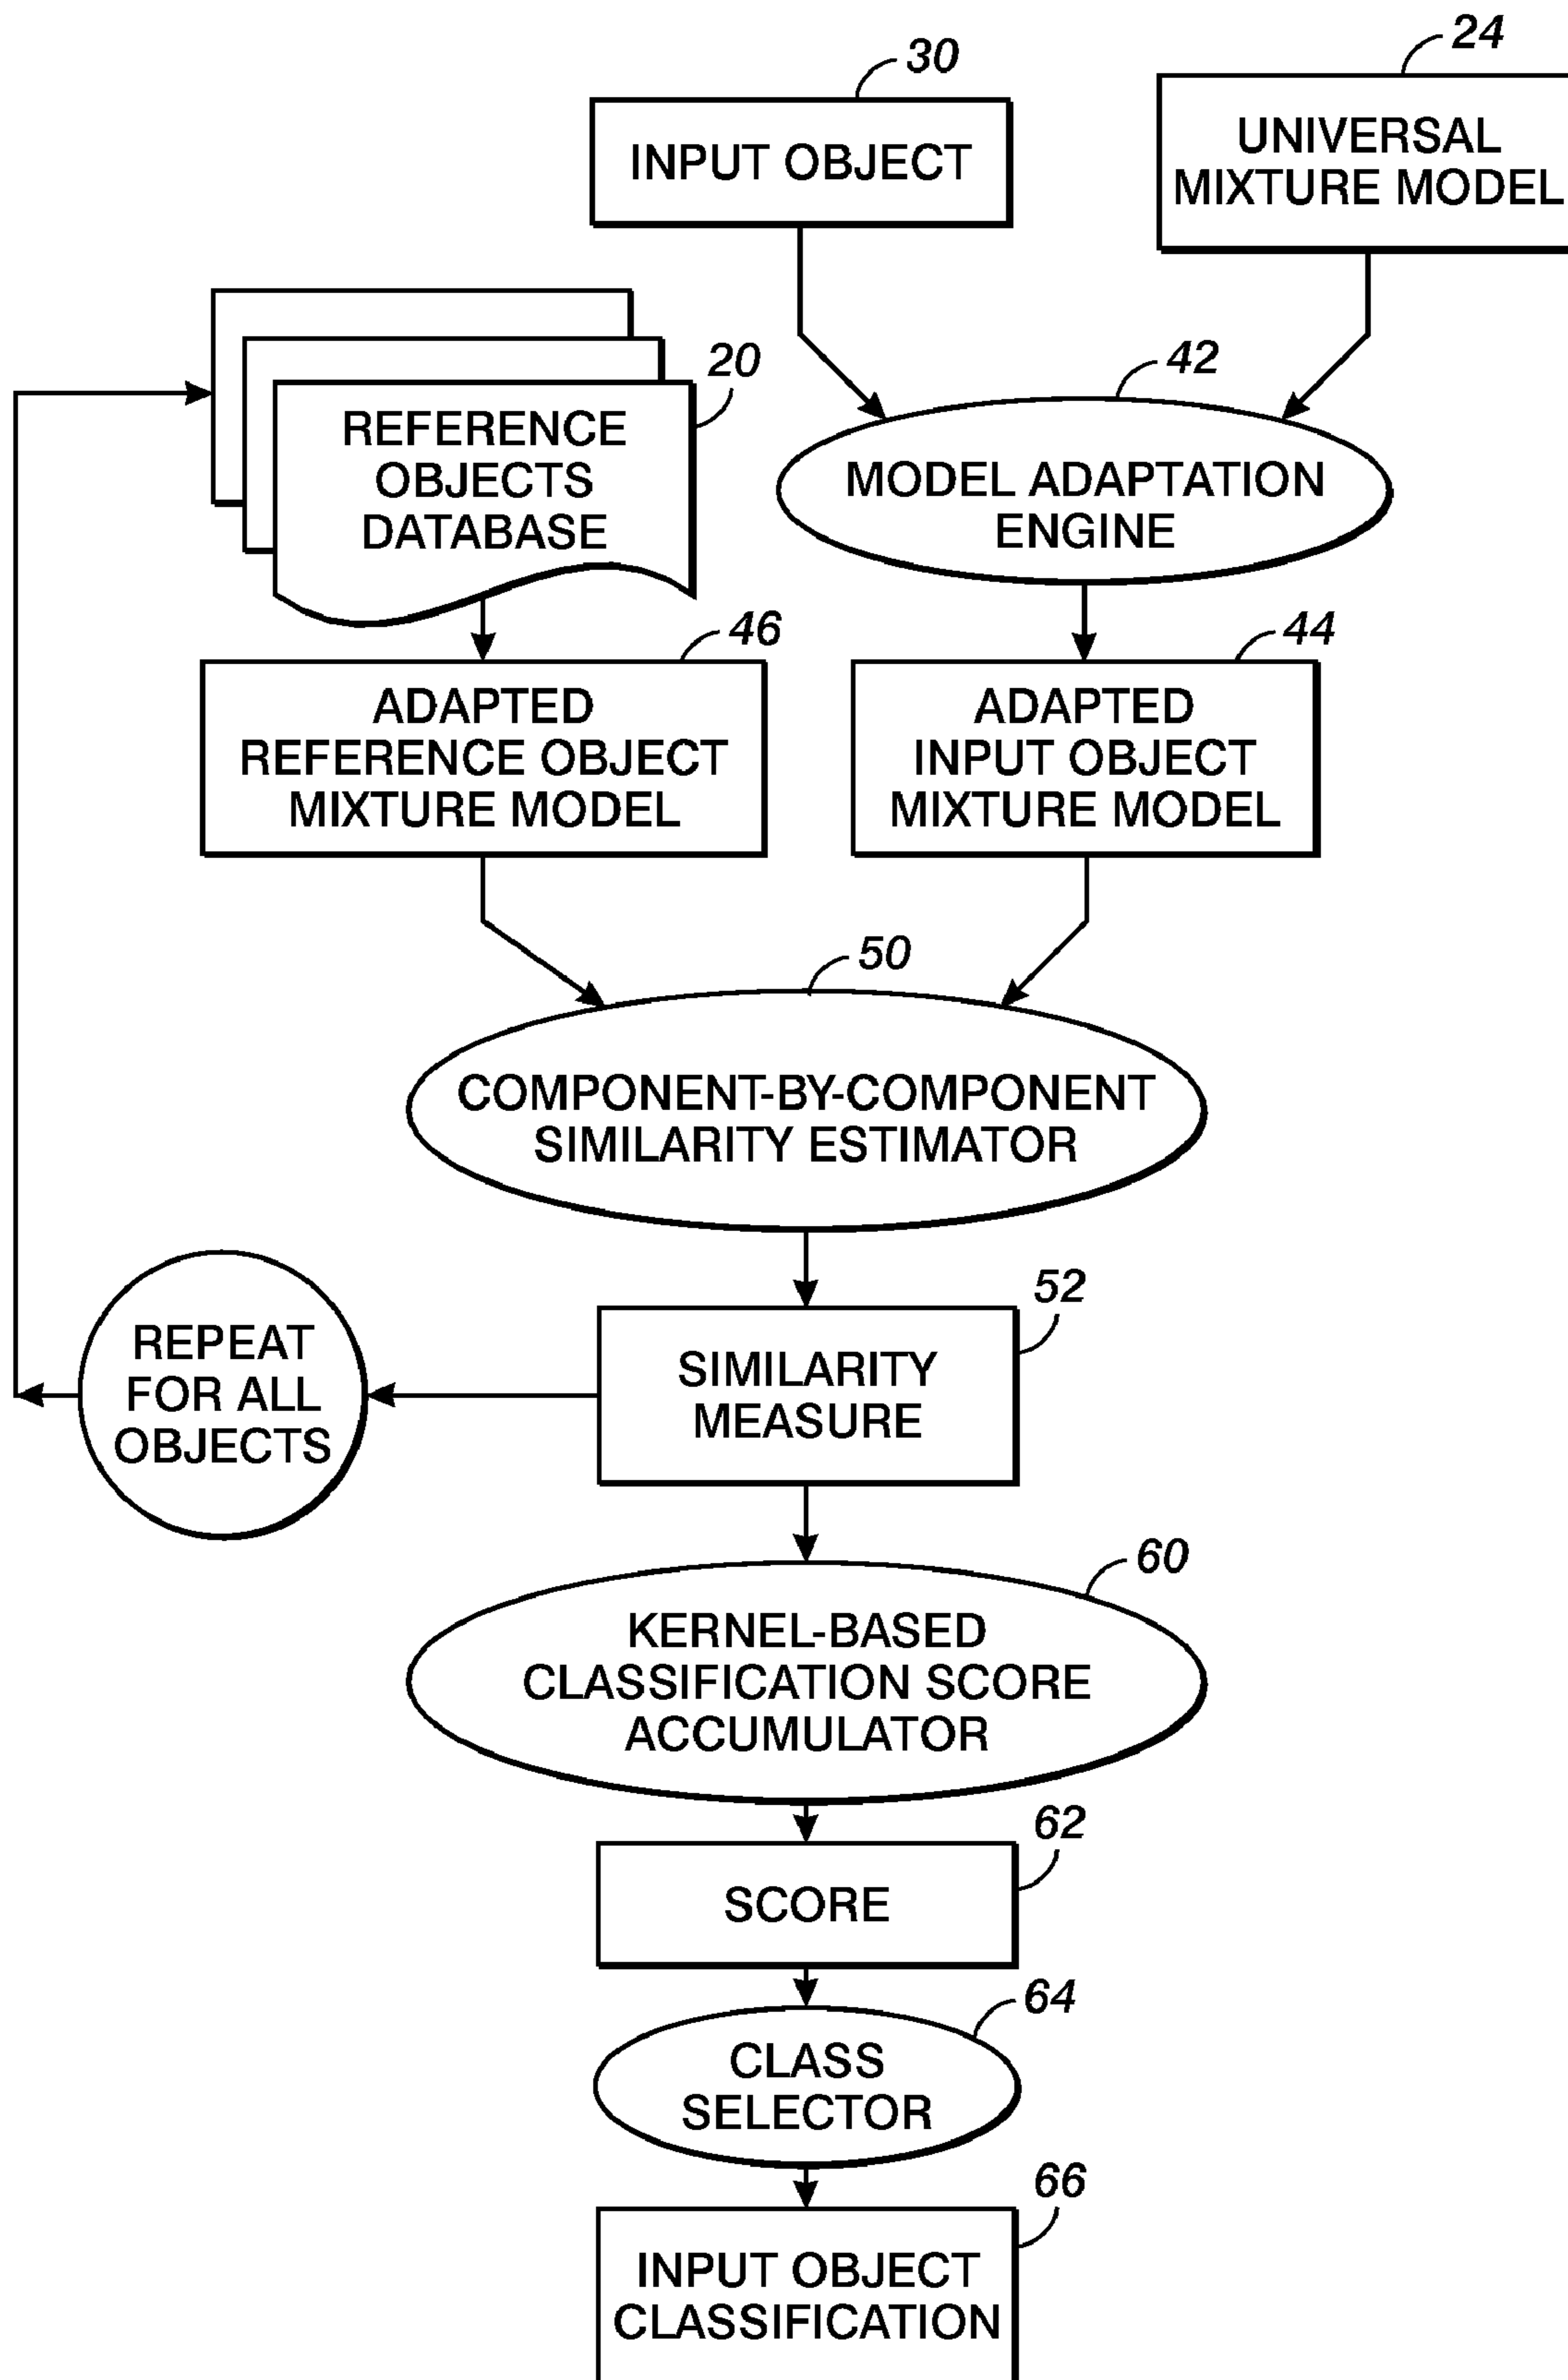 30
24
INPUT OBJECT
UNIVERSAL
MIXTURE MODEL
20
42
REFERENCE
OBJECTS
DATABASE
MODEL ADAPTATION
ENGINE
46
44
ADAPTED
REFERENCE OBJECT
MIXTURE MODEL
ADAPTED
INPUT OBJECT
MIXTURE MODEL
50
COMPONENT-BY-COMPONENT
SIMILARITY ESTIMATOR
52
REPEAT
FOR ALL
OBJECTS
SIMILARITY
MEASURE
60
KERNEL-BASED
CLASSIFICATION SCORE
ACCUMULATOR
62
SCORE
64
CLASS
SELECTOR
66
INPUT OBJECT
CLASSIFICATION